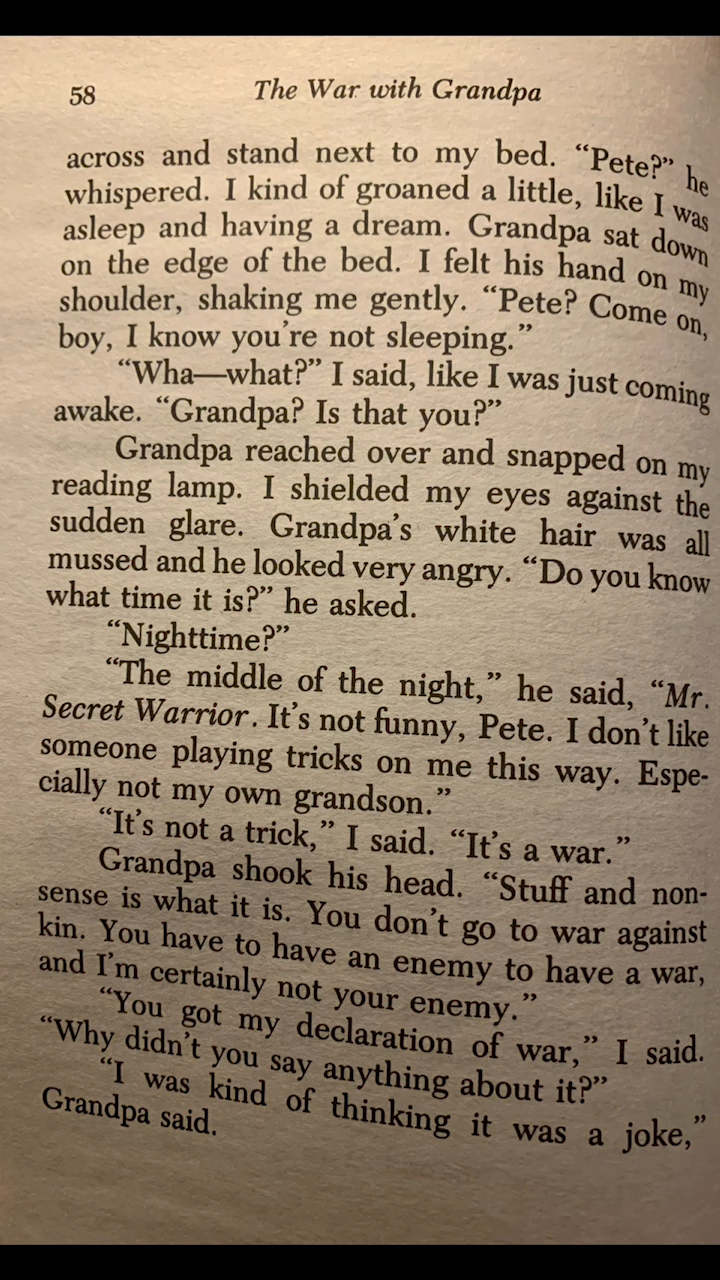 58 The War with Grandpa
across and stand next to my bed. “Pete?” he
whispered. I kind of groaned a little, like I was
asleep and having a dream. Grandpa sat down
on the edge of the bed. I felt his hand on my
shoulder, shaking me gently. “Pete? Come on,
boy, I know you’re not sleeping.”
“Wha—what?” I said, like I was just coming
awake. “Grandpa? Is that you?”
Grandpa reached over and snapped on my
reading lamp. I shielded my eyes against the
sudden glare. Grandpa’s white hair was all
mussed and he looked very angry. “Do you know
what time it is?” he asked.
“Nighttime?”
“The middle of the night,” he said, “Mr.
Secret Warrior. It’s not funny, Pete. I don’t like
someone playing tricks on me this way. Espe-
cially not my own grandson.”
“It’s not a trick,” I said. “It’s a war.”
Grandpa shook his head. “Stuff and non-
sense is what it is. You don’t go to war against
kin. You have to have an enemy to have a war,
and I’m certainly not your enemy.”
“You got my declaration of war,” I said.
“Why didn’t you say anything about it?”
“I was kind of thinking it was a joke,”
Grandpa said.